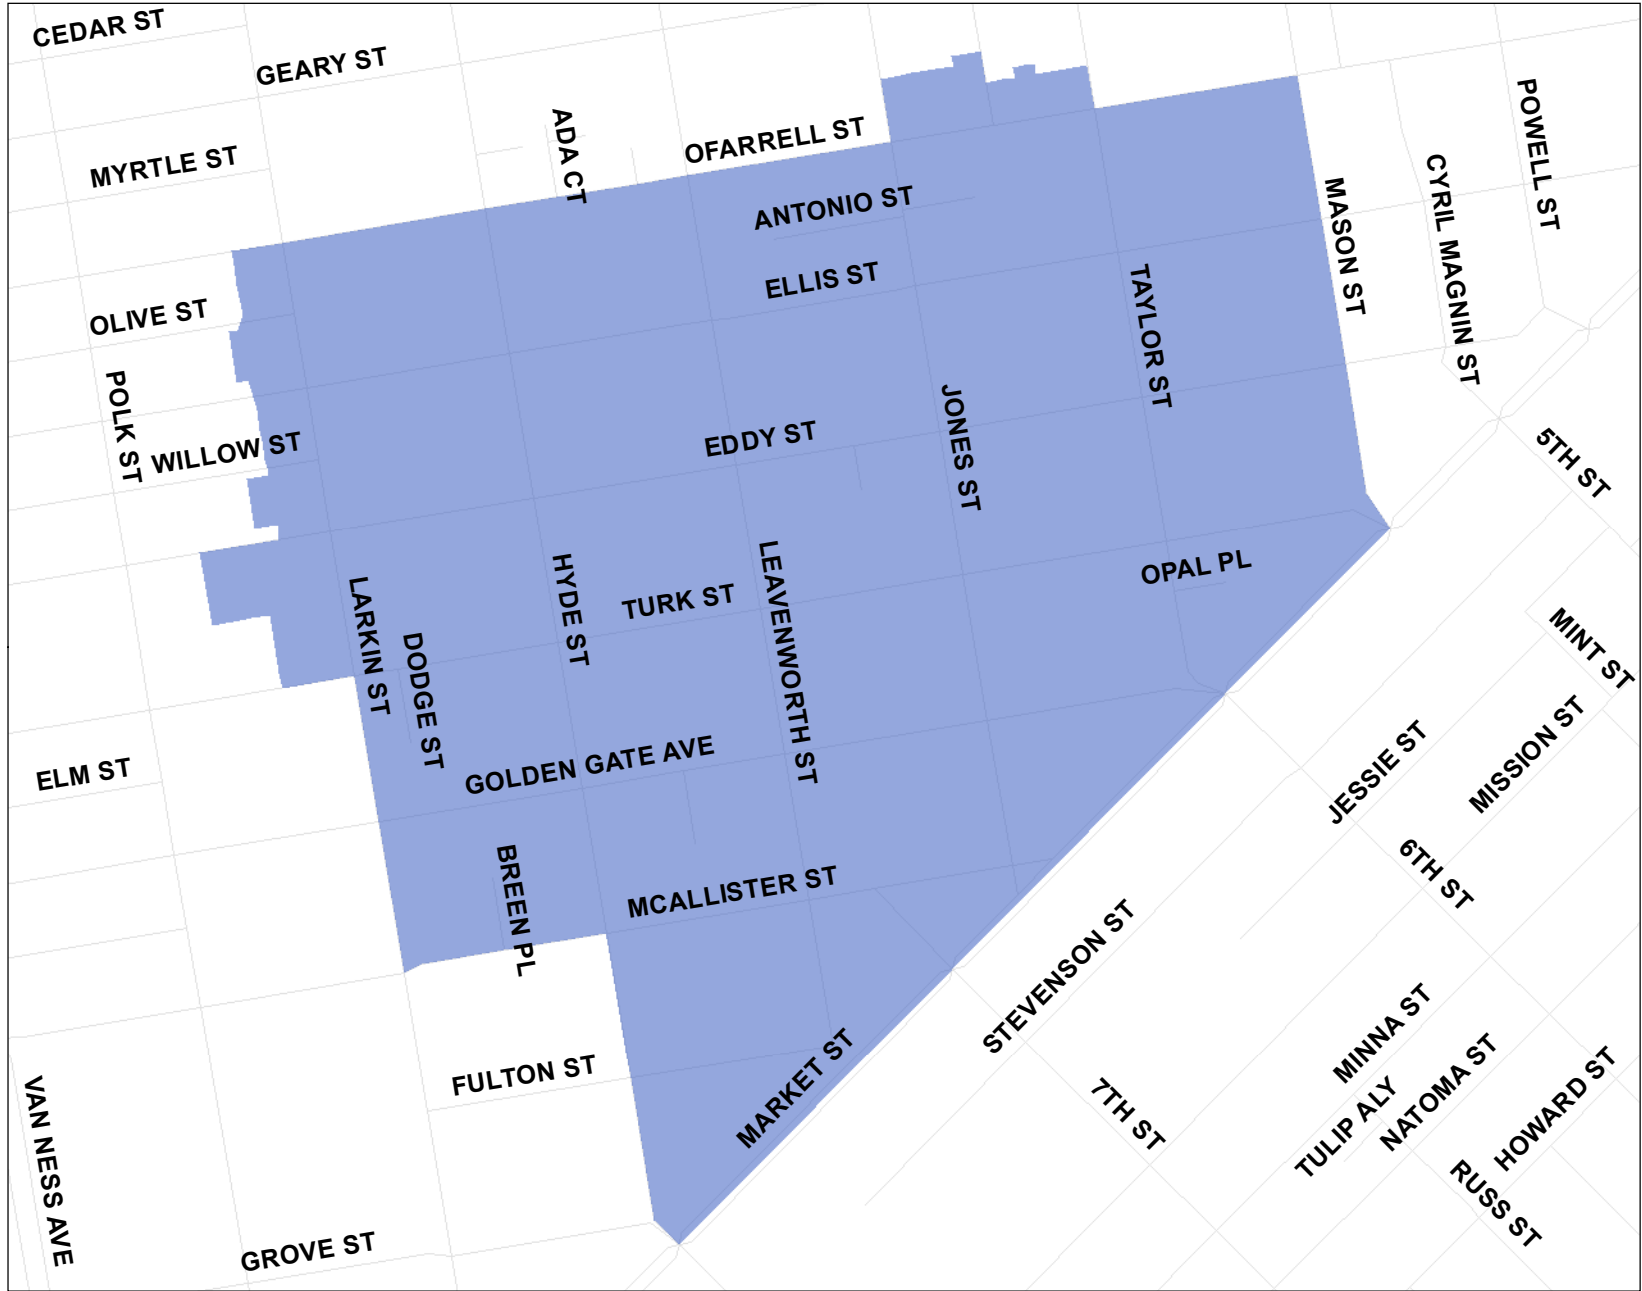 CEDAR ST
GEARY ST
MYRTLE ST
ADA CT
OFARRELL ST
POWELL ST
ANTONIO ST
MASON ST
CYRIL MAGNIN ST
ELLIS ST
TAYLOR ST
OLIVE ST
POLK ST
WILLOW ST
EDDY ST
JONES ST
5TH ST
LARKIN ST
DODGE ST
HYDE ST
TURK ST
LEAVENWORTH ST
OPAL PL
MINT ST
ELM ST
GOLDEN GATE AVE
JESSIE ST
MISSION ST
BREEN PL
MCALLISTER ST
6TH ST
STEVENSON ST
FULTON ST
MARKET ST
7TH ST
MINNA ST
TULIP ALY
NATOMA ST
HOWARD ST
RUSS ST
VAN NESS AVE
GROVE ST